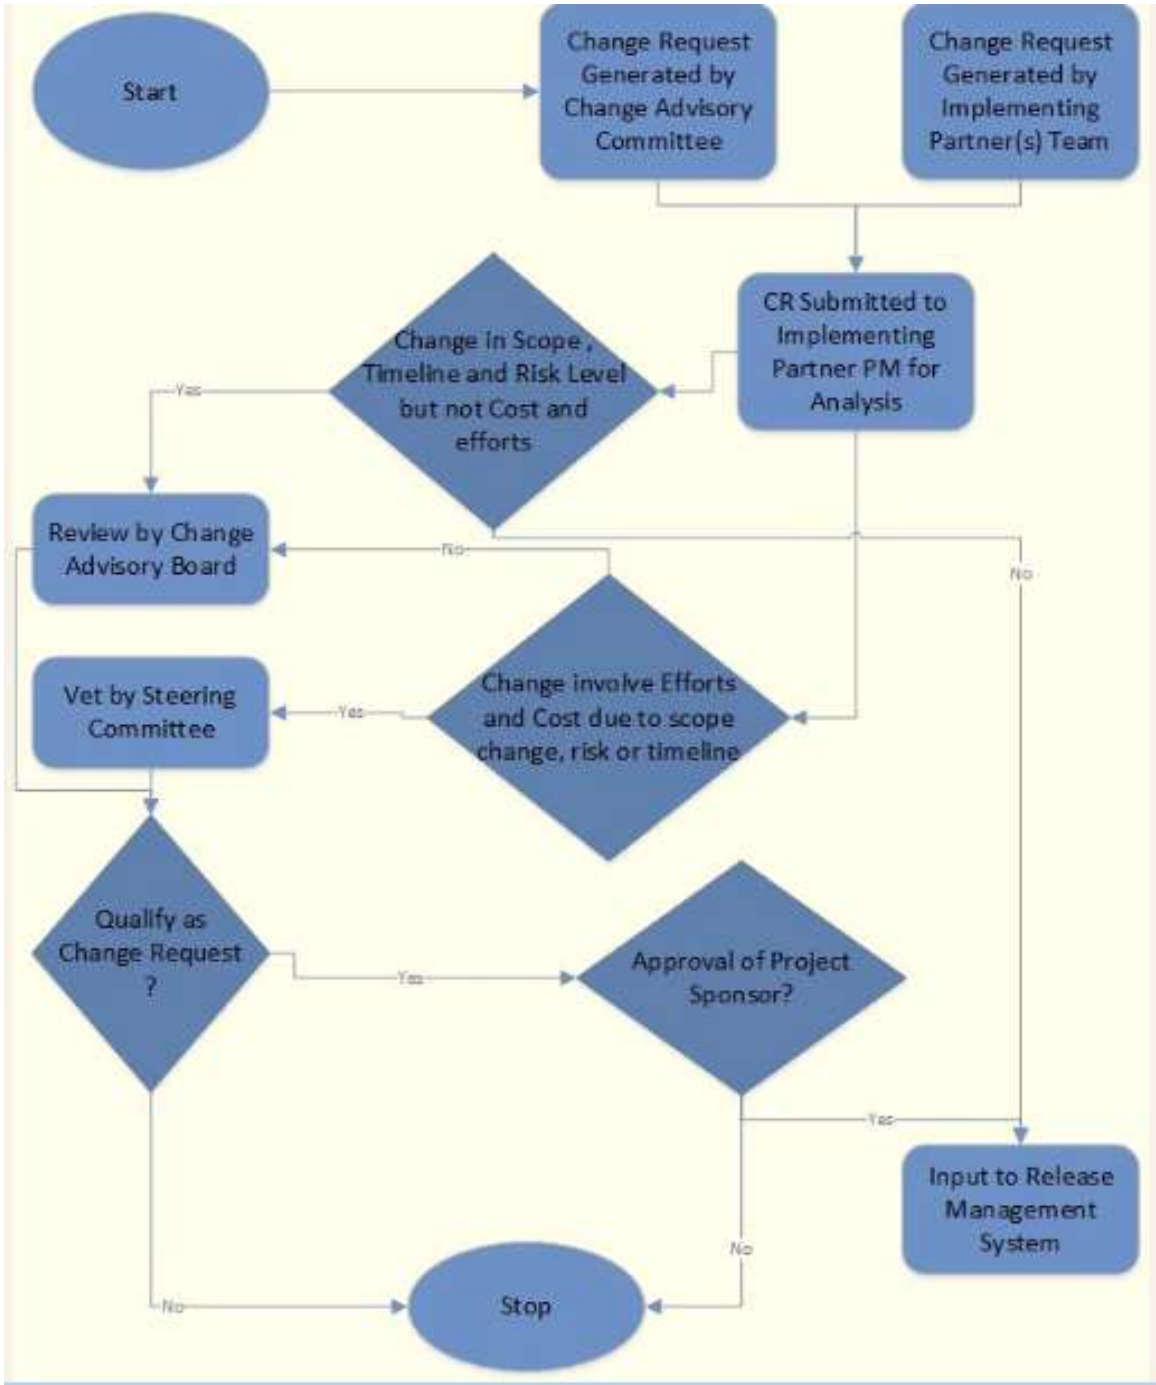 Start
Change Request
Generated by
Change Advisory
Committee
Change Request
Generated by
Implementing
Partner(s) Team
CR Submitted to
Implementing
Partner PM for
Analysis
Change in Scope ,
Timeline and Risk Level
but not Cost and
efforts
Yes
Review by Change
Advisory Board
No
No
Change involve Efforts
and Cost due to scope
change, risk or timeline
Yes
Vet by Steering
Committee
Qualify as
Change Request
?
Yes
Approval of Project
Sponsor?
Yes
Input to Release
Management
System
No
No
Stop